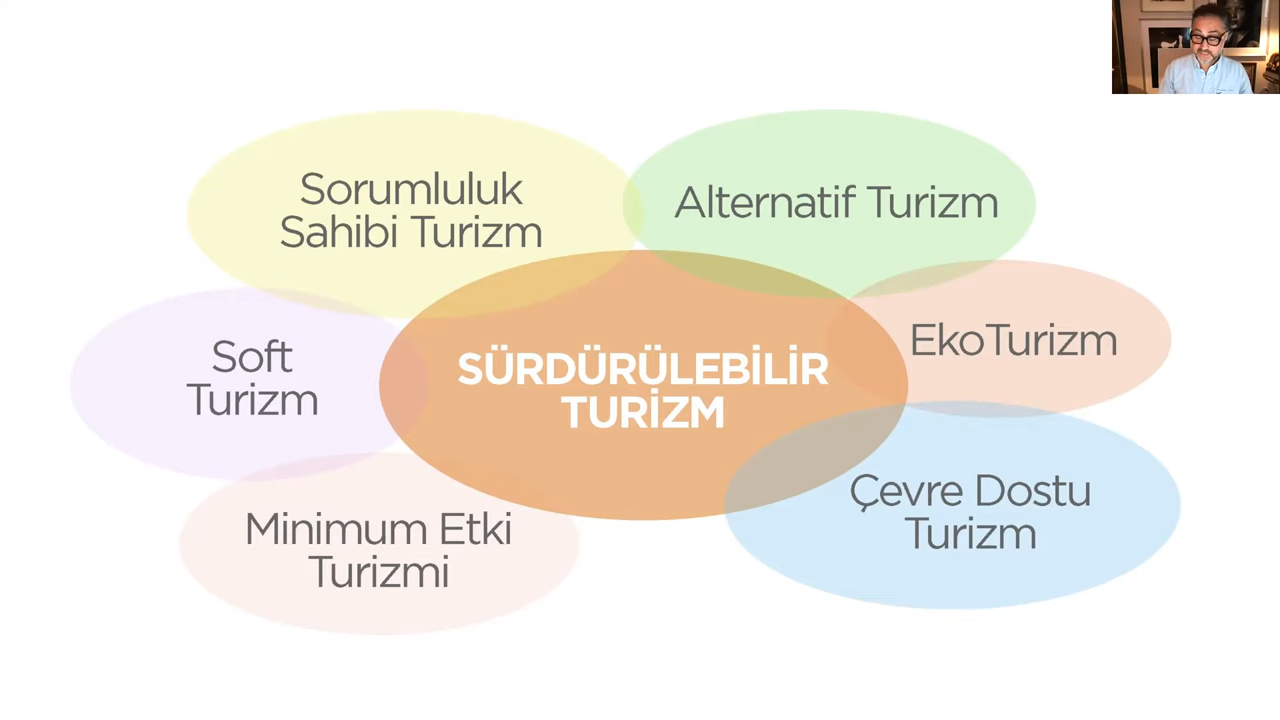 Sorumluluk
Sahibi Turizm
Alternatif Turizm
Soft
Turizm
SÜRDÜRÜLEBİLİR
TURİZM
EkoTurizm
Minimum Etki
Turizmi
Çevre Dostu
Turizm